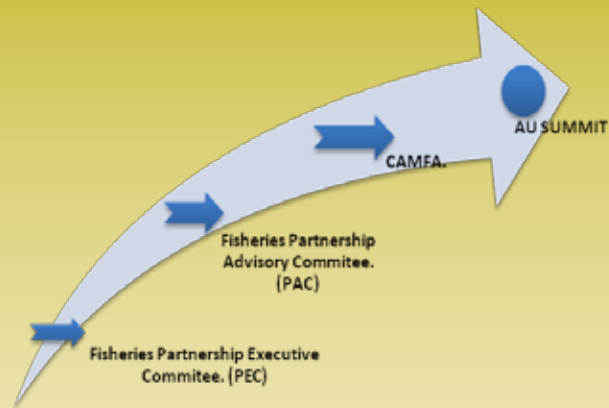 AU SUMMIT
CAMFA.
Fisheries Partnership
Advisory Commitee.
(PAC)
Fisheries Partnership Executive
Commitee. (PEC)